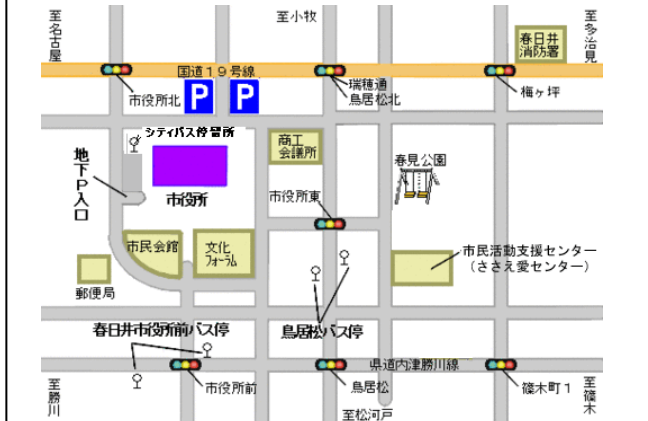 至名古屋
至小牧
至多治見
春日井
消防署
国道19号線
市役所北
P
P
瑞穂通
鳥居松北
梅ヶ坪
シティバス停留所
商工
会議所
春見公園
地下P入口
市役所
市役所東
市民会館
文化
フォーラム
市民活動支援センター
(ささえ愛センター)
郵便局
春日井市役所前バス停
鳥居松バス停
県道内津勝川線
至勝川
市役所前
鳥居松
篠木町1
至篠木
至松河戸